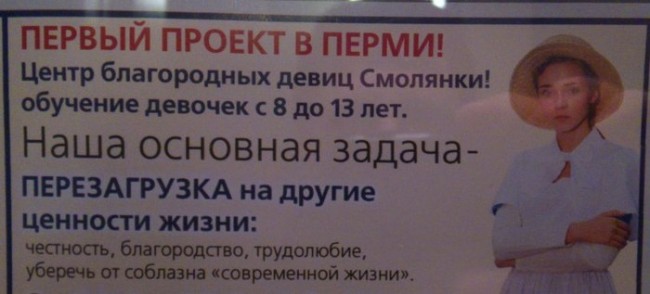 ПЕРВЫЙ ПРОЕКТ В ПЕРМИ!
Центр благородных девиц Смолянки!
обучение девочек с 8 до 13 лет.
Наша основная задача-
ПЕРЕЗАГРУЗКА на другие
ценности жизни:
честность, благородство, трудолюбие,
уберечь от соблазна «современной жизни».